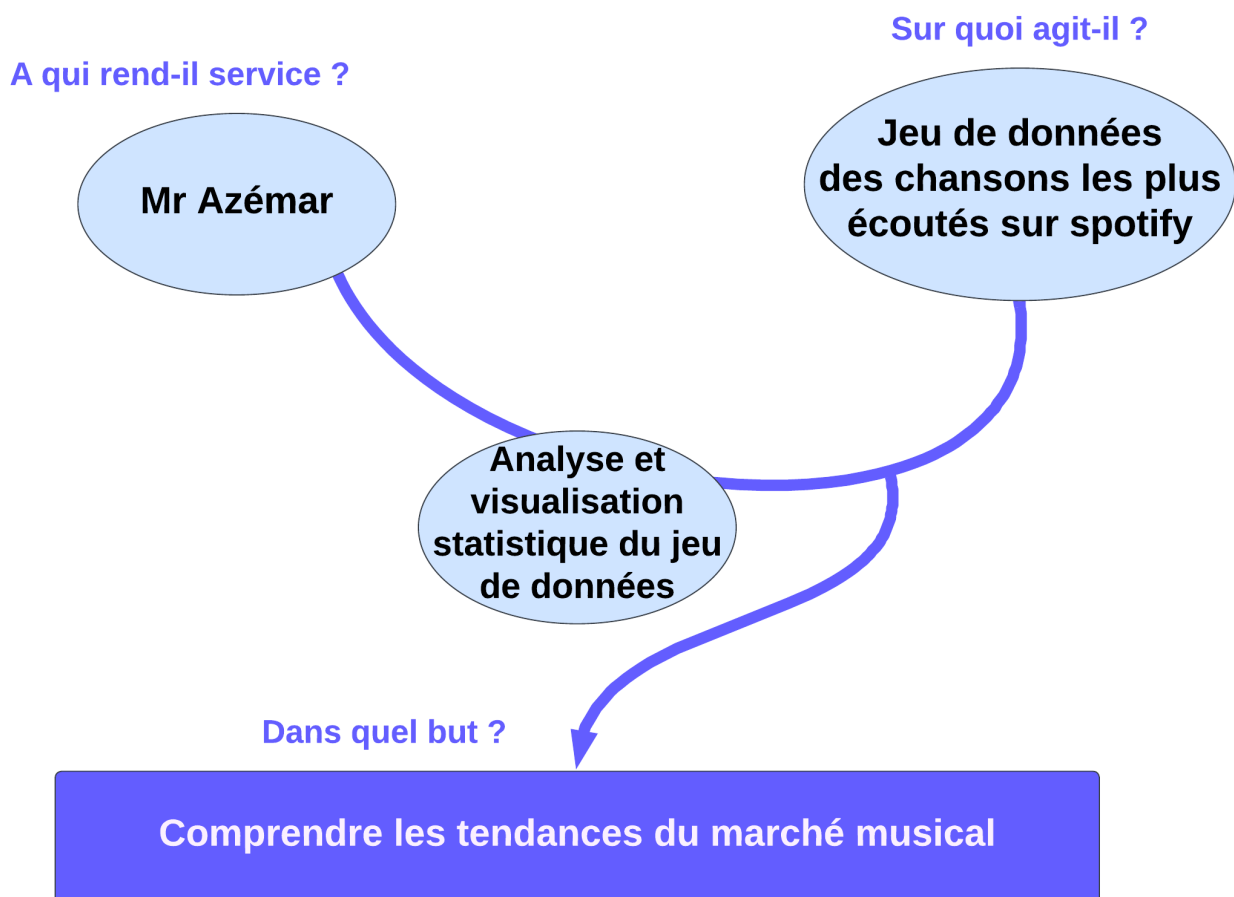 Sur quoi agit-il ?
A qui rend-il service ?
Jeu de données
des chansons les plus
écoutés sur spotify
Mr Azémar
Analyse et
visualisation
statistique du jeu
de données
Dans quel but ?
Comprendre les tendances du marché musical